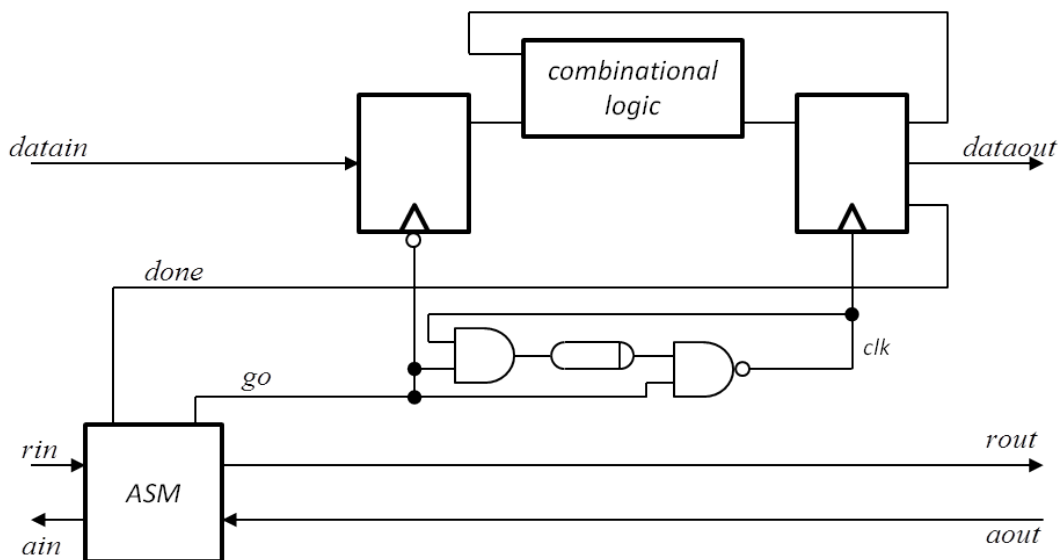 combinational
logic
datain
dataout
done
clk
go
rin
rout
ASM
ain
aout